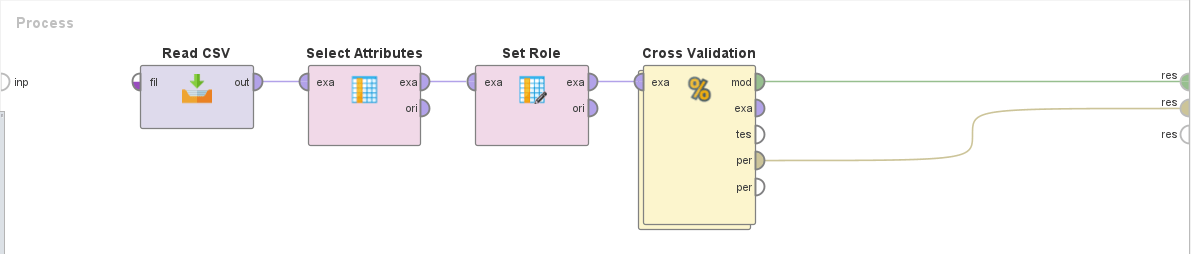 Process
Read CSV
Select Attributes
Set Role
Cross Validation
inp
fil
out
exa
exa
ori
exa
exa
ori
exa
mod
exa
tes
per
per
res
res
res